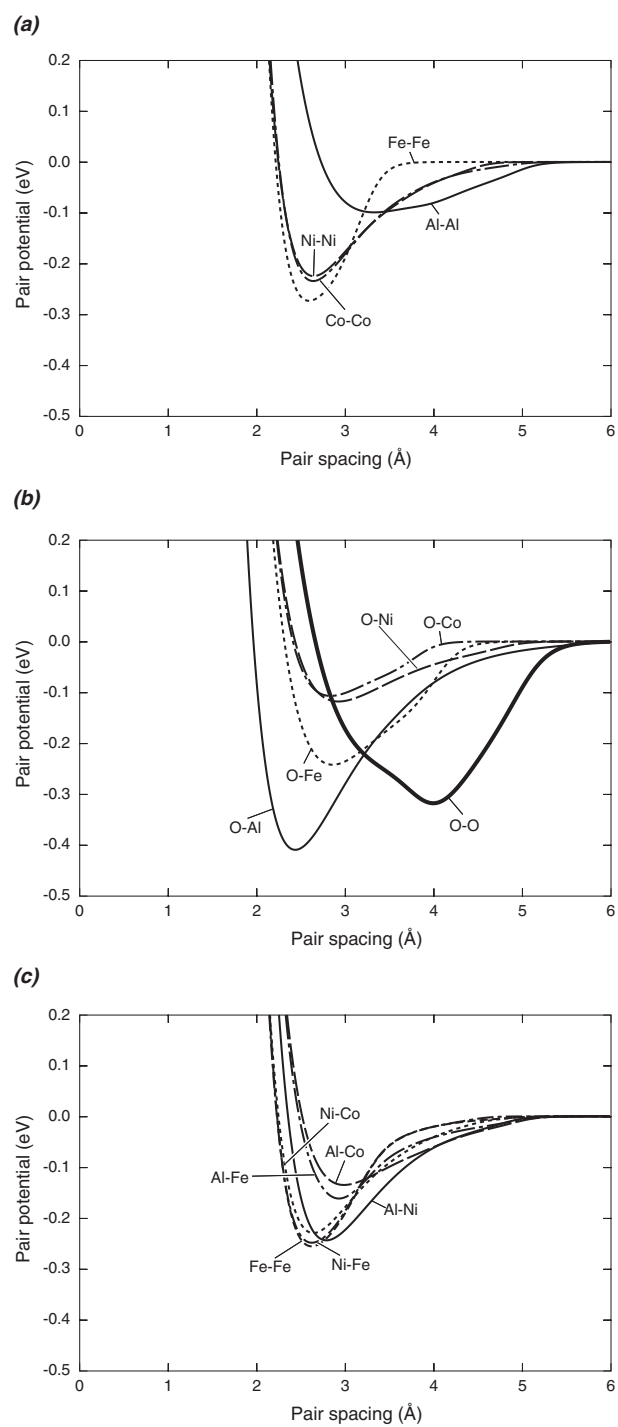 (a)
0.2
0.1
0.0
-0.1
-0.2
-0.3
-0.4
-0.5
Pair potential (eV)
Fe-Fe
Al-Al
Ni-Ni
Co-Co
0 1 2 3 4 5 6
Pair spacing (Å)
(b)
0.2
0.1
0.0
-0.1
-0.2
-0.3
-0.4
-0.5
Pair potential (eV)
O-Ni
O-Co
O-Fe
O-Al
O-O
0 1 2 3 4 5 6
Pair spacing (Å)
(c)
0.2
0.1
0.0
-0.1
-0.2
-0.3
-0.4
-0.5
Pair potential (eV)
Ni-Co
Al-Co
Al-Fe
Al-Ni
Fe-Fe
Ni-Fe
0 1 2 3 4 5 6
Pair spacing (Å)